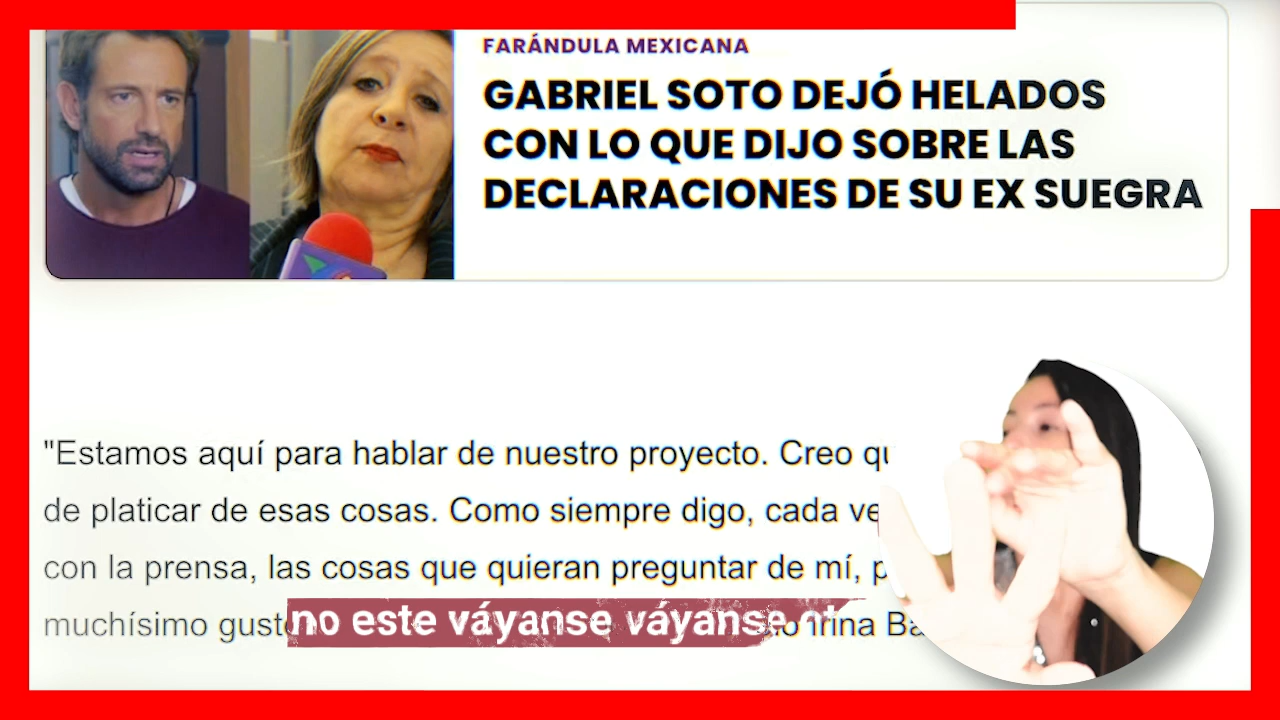 FARÁNDULA MEXICANA
GABRIEL SOTO DEJÓ HELADOS
CON LO QUE DIJO SOBRE LAS
DECLARACIONES DE SU EX SUEGRA
"Estamos aquí para hablar de nuestro proyecto. Creo
de platicar de esas cosas. Como siempre digo, cada
con la prensa, las cosas que quieran preguntar de mí,
muchísimo
no este váyanse váyanse
Irina